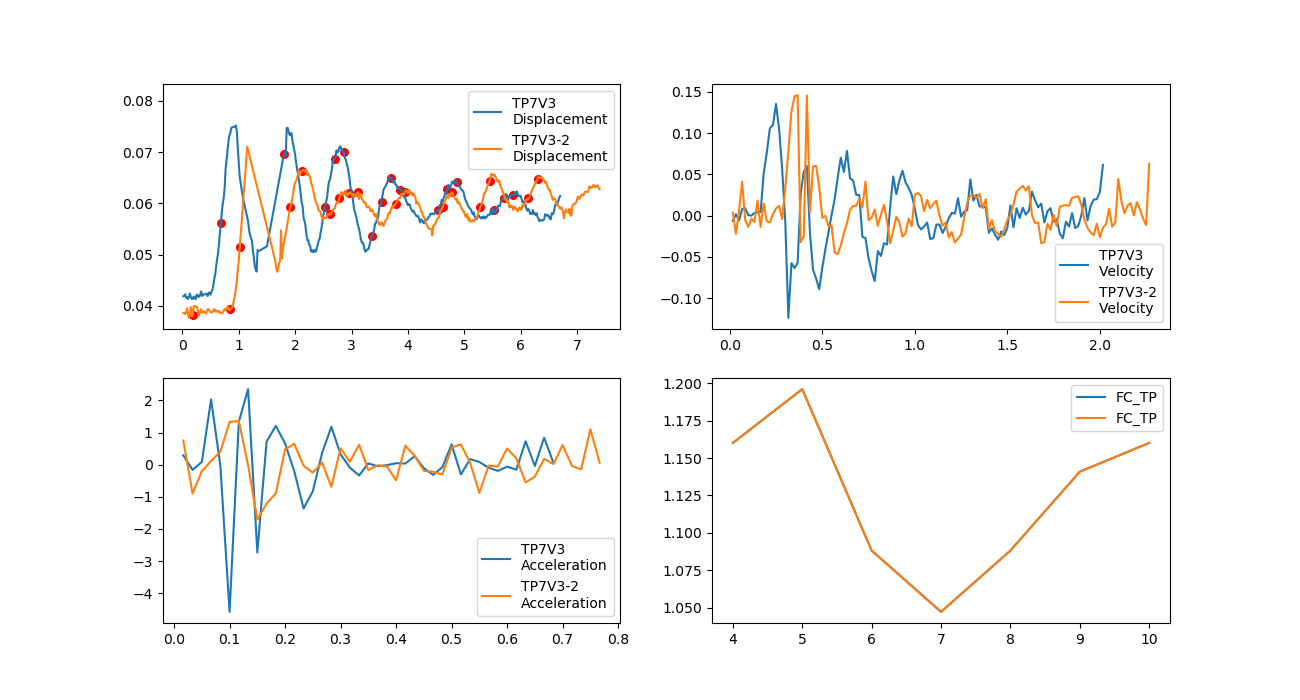 0.08
0.07
0.06
0.05
0.04
0 1 2 3 4 5 6 7
TP7V3
Displacement
TP7V3-2
Displacement
0.15
0.10
0.05
0.00
−0.05
−0.10
0.0 0.5 1.0 1.5 2.0
TP7V3
Velocity
TP7V3-2
Velocity
2
1
0
−1
−2
−3
−4
0.0 0.1 0.2 0.3 0.4 0.5 0.6 0.7 0.8
TP7V3
Acceleration
TP7V3-2
Acceleration
1.200
1.175
1.150
1.125
1.100
1.075
1.050
4 5 6 7 8 9 10
FC_TP
FC_TP